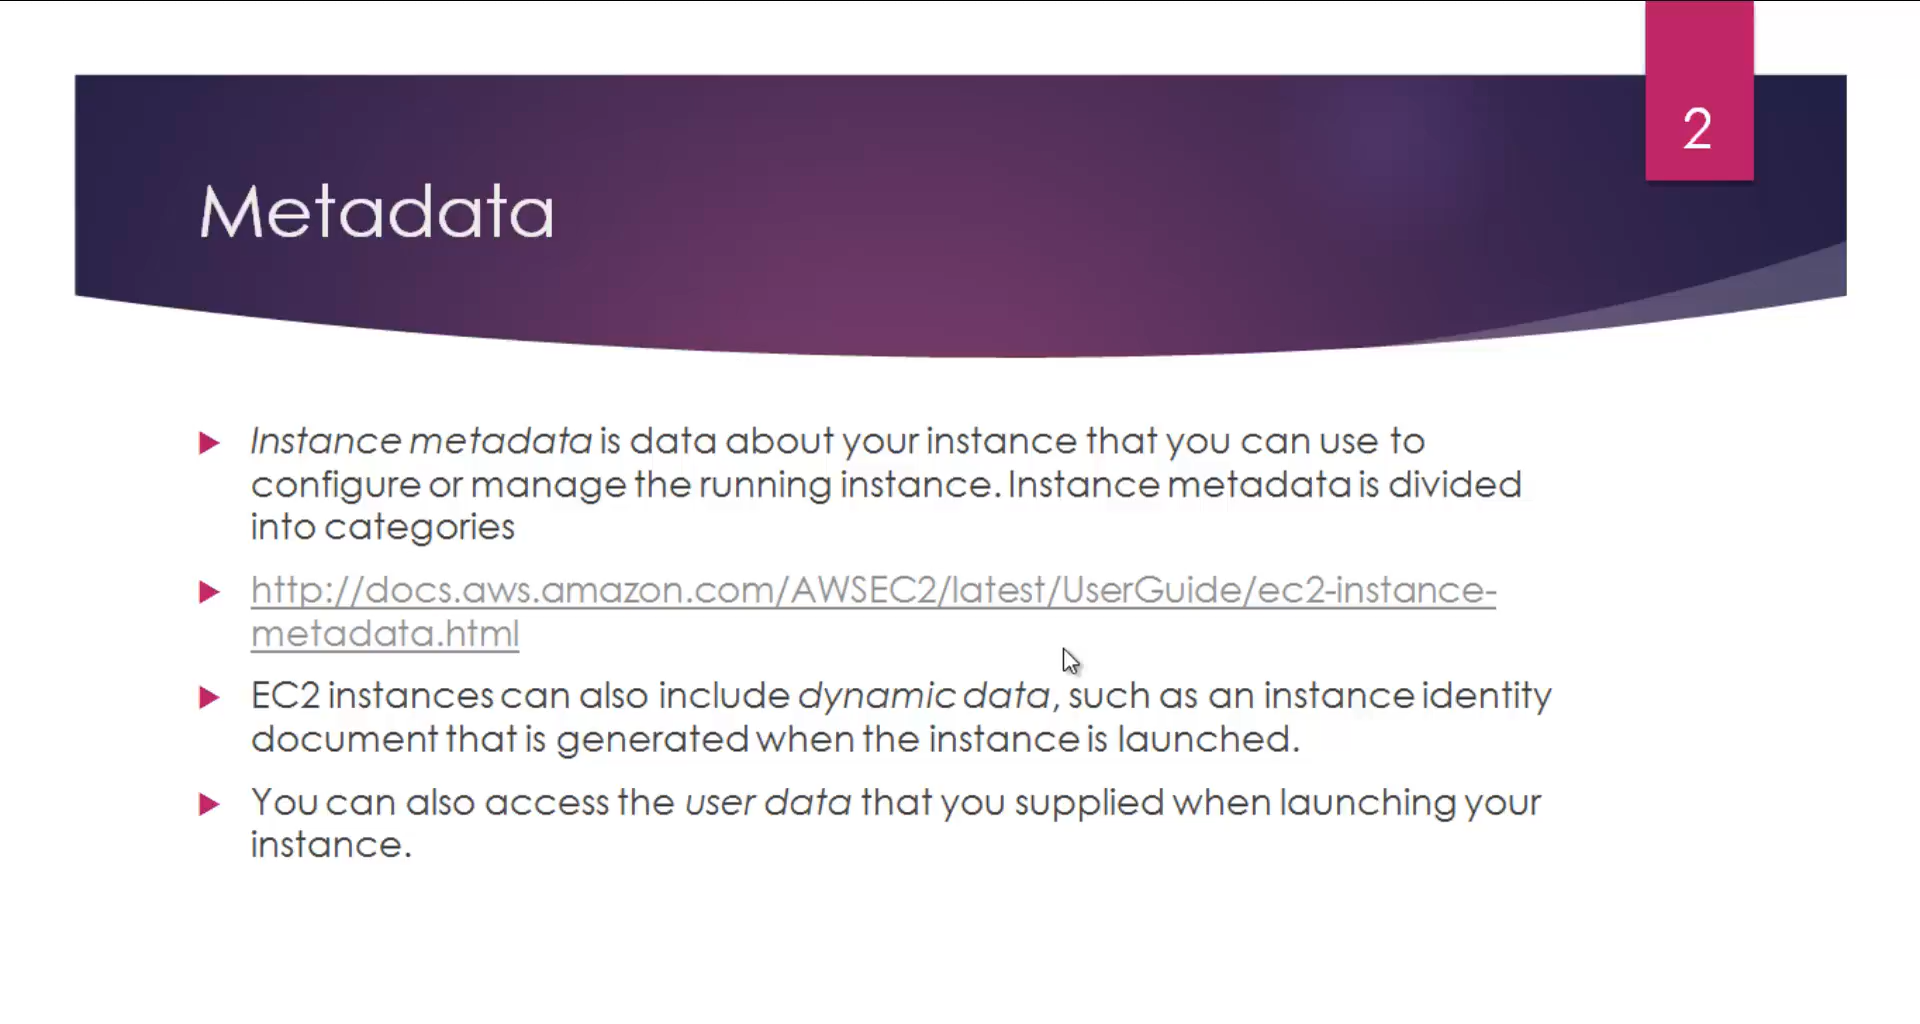 2
Metadata
Instance metadata is data about your instance that you can use to
configure or manage the running instance. Instance metadata is divided
into categories
http://docs.aws.amazon.com/AWSEC2/latest/UserGuide/ec2-instance-
metadata.html
EC2 instances can also include dynamic data, such as an instance identity
document that is generated when the instance is launched.
You can also access the user data that you supplied when launching your
instance.